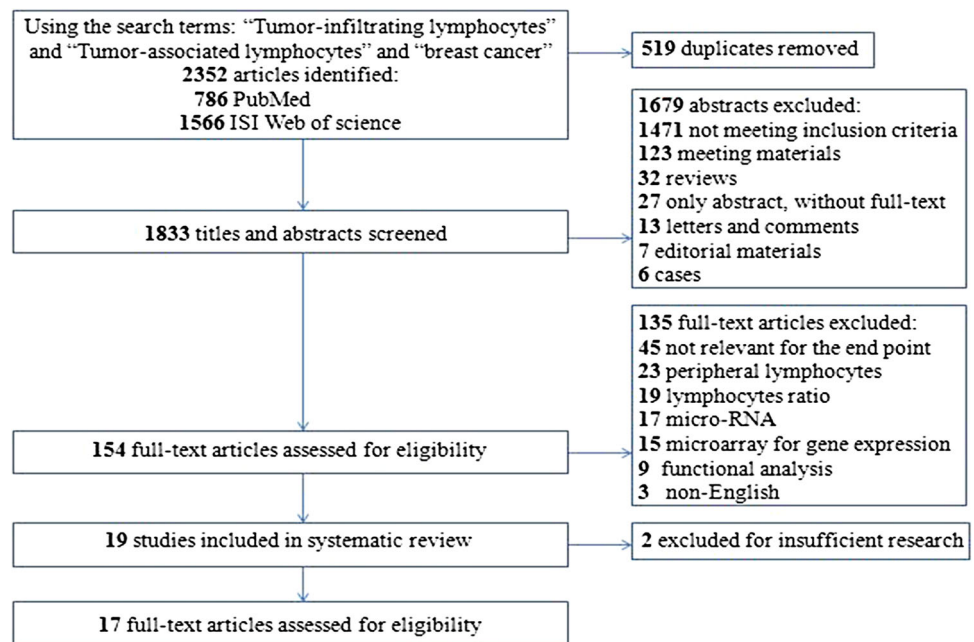 Using the search terms: “Tumor-infiltrating lymphocytes”
and “Tumor-associated lymphocytes” and “breast cancer”
2352 articles identified:
786 PubMed
1566 ISI Web of science
519 duplicates removed
1679 abstracts excluded:
1471 not meeting inclusion criteria
123 meeting materials
32 reviews
27 only abstract, without full-text
13 letters and comments
7 editorial materials
6 cases
1833 titles and abstracts screened
135 full-text articles excluded:
45 not relevant for the end point
23 peripheral lymphocytes
19 lymphocytes ratio
17 micro-RNA
15 microarray for gene expression
9 functional analysis
3 non-English
154 full-text articles assessed for eligibility
19 studies included in systematic review
2 excluded for insufficient research
17 full-text articles assessed for eligibility